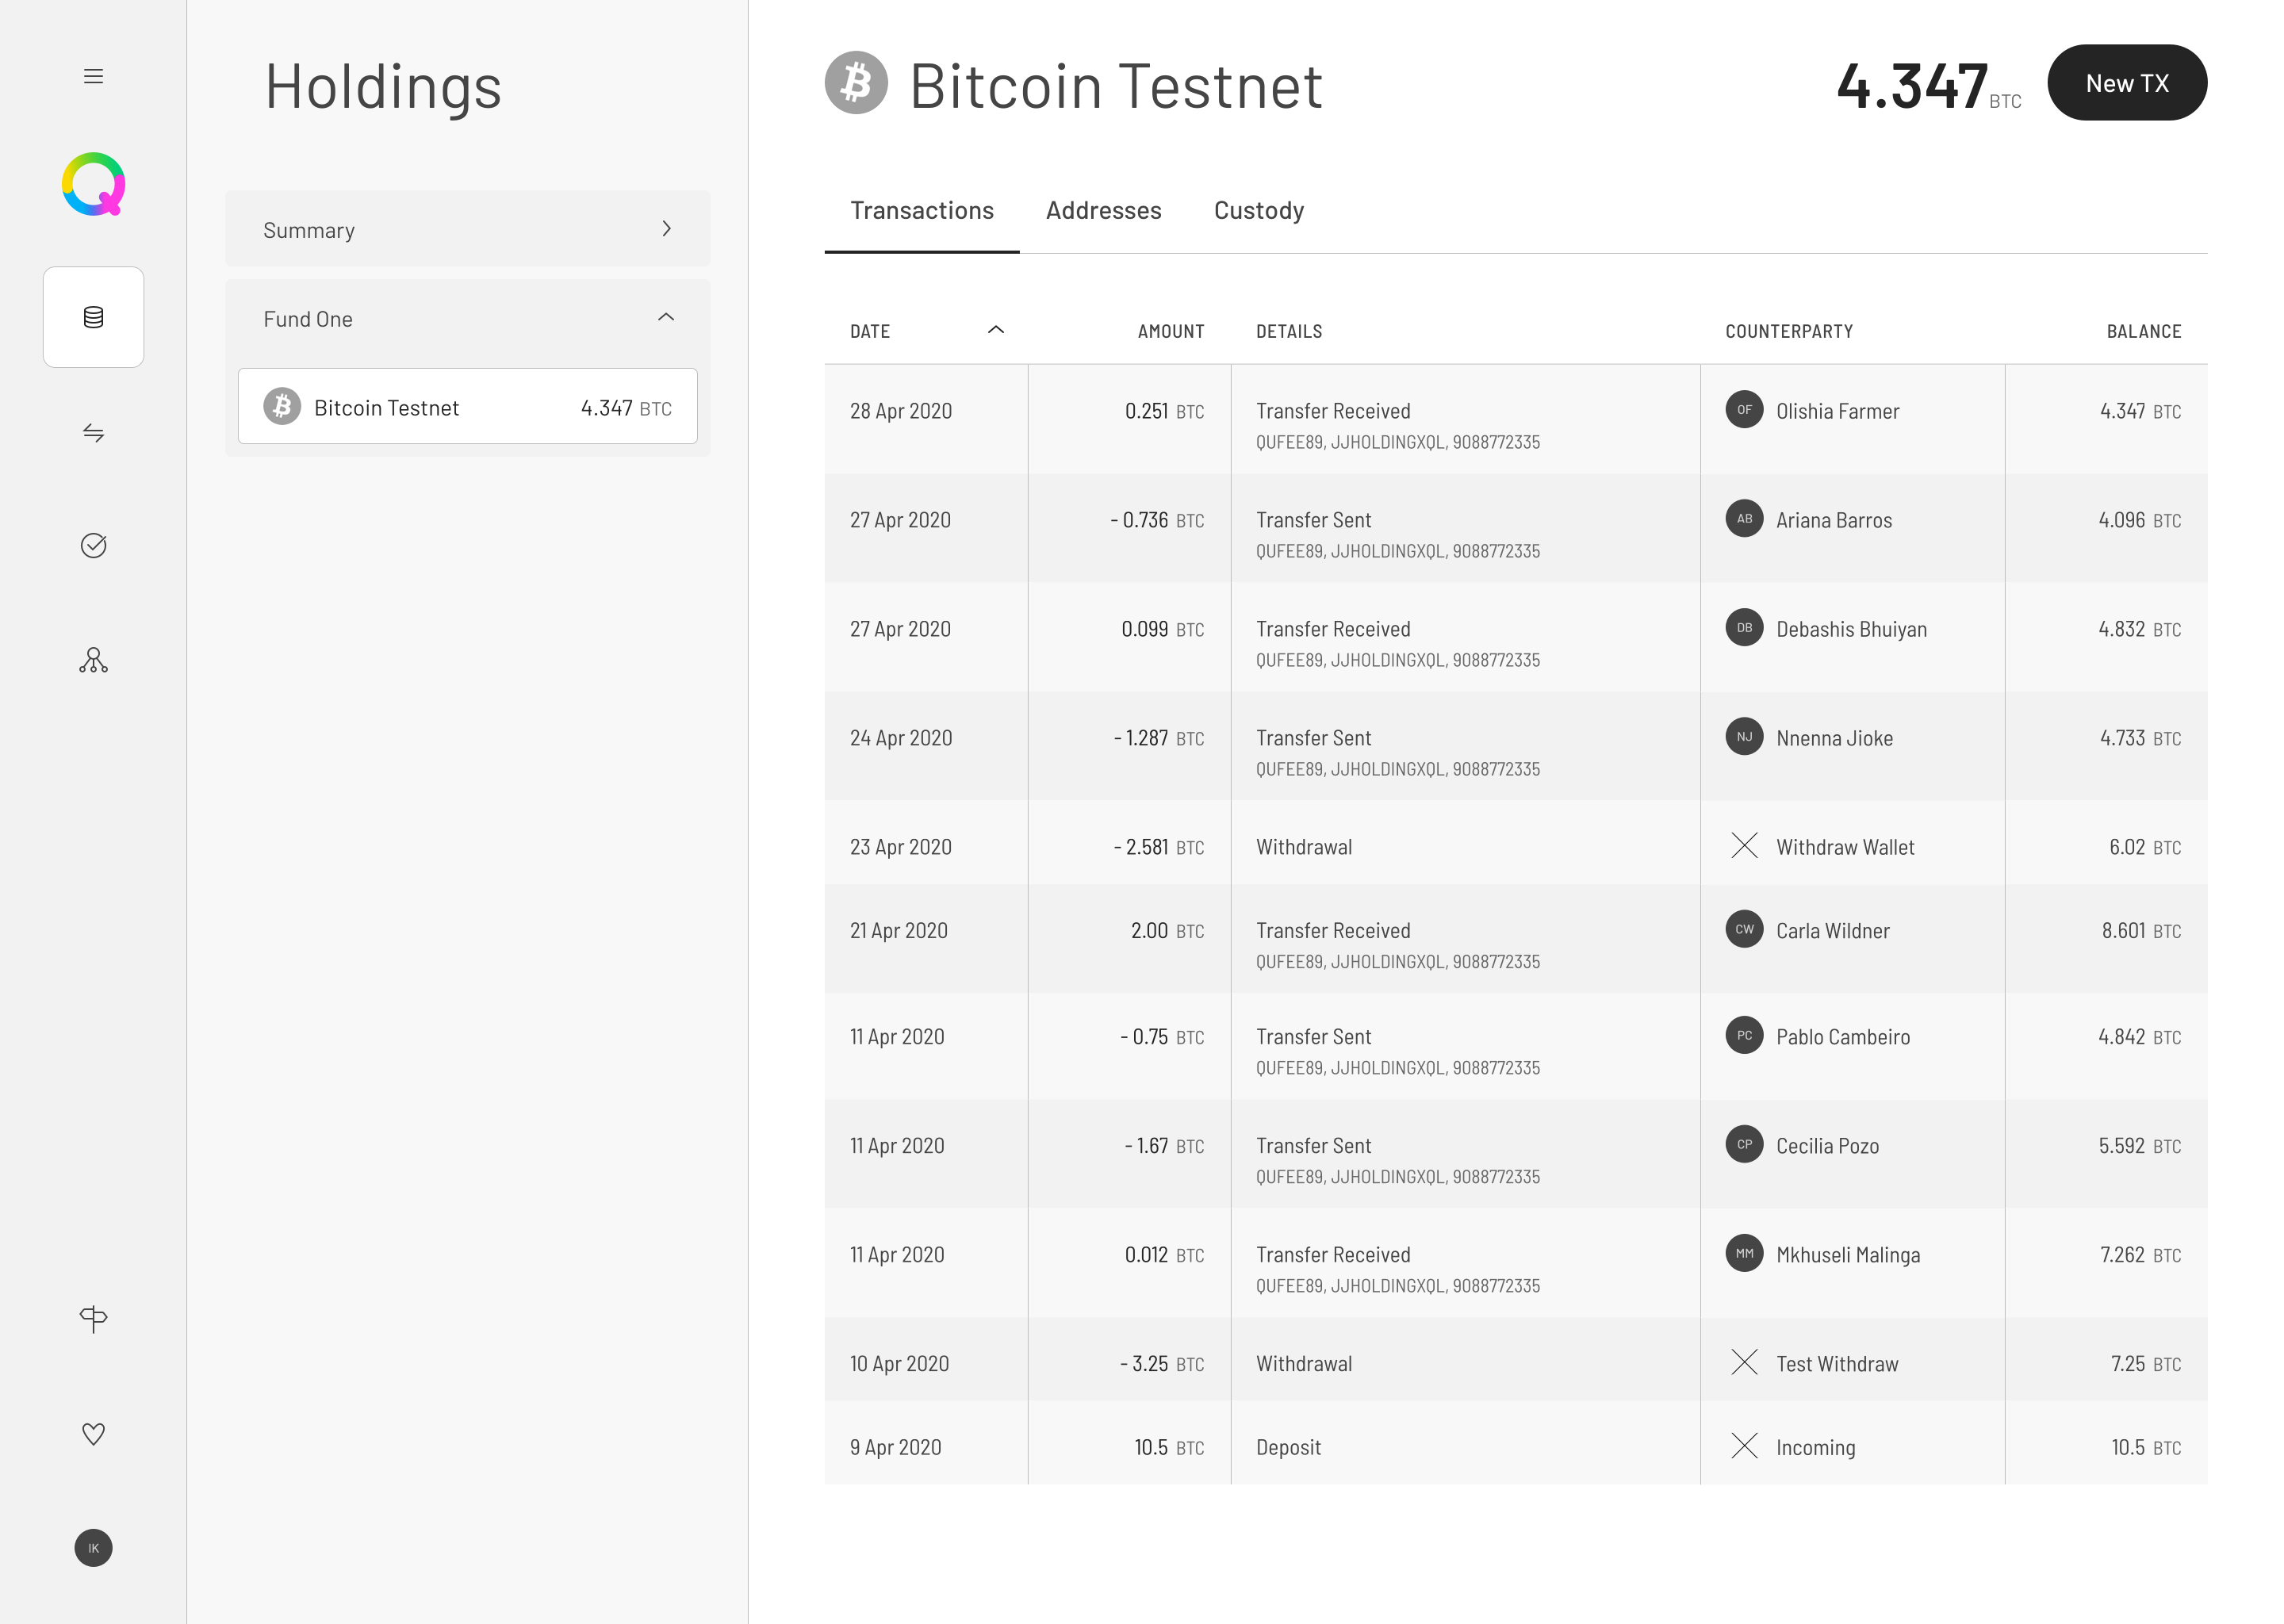 Holdings
Summary
Fund One
Bitcoin Testnet 4.347 BTC
IK
Bitcoin Testnet
4.347 BTC
New TX
Transactions Addresses Custody
DATE AMOUNT DETAILS COUNTERPARTY BALANCE
28 Apr 2020 0.251 BTC Transfer Received OF Olishia Farmer 4.347 BTC
QUFEE89, JJHOLDINGXQL, 9088772335
27 Apr 2020 - 0.736 BTC Transfer Sent AB Ariana Barros 4.096 BTC
QUFEE89, JJHOLDINGXQL, 9088772335
27 Apr 2020 0.099 BTC Transfer Received DB Debashis Bhuiyan 4.832 BTC
QUFEE89, JJHOLDINGXQL, 9088772335
24 Apr 2020 - 1.287 BTC Transfer Sent NJ Nnenna Jioke 4.733 BTC
QUFEE89, JJHOLDINGXQL, 9088772335
23 Apr 2020 - 2.581 BTC Withdrawal Withdraw Wallet 6.02 BTC
21 Apr 2020 2.00 BTC Transfer Received CW Carla Wildner 8.601 BTC
QUFEE89, JJHOLDINGXQL, 9088772335
11 Apr 2020 - 0.75 BTC Transfer Sent PC Pablo Cambeiro 4.842 BTC
QUFEE89, JJHOLDINGXQL, 9088772335
11 Apr 2020 - 1.67 BTC Transfer Sent CP Cecilia Pozo 5.592 BTC
QUFEE89, JJHOLDINGXQL, 9088772335
11 Apr 2020 0.012 BTC Transfer Received MM Mkhuseli Malinga 7.262 BTC
QUFEE89, JJHOLDINGXQL, 9088772335
10 Apr 2020 - 3.25 BTC Withdrawal Test Withdraw 7.25 BTC
9 Apr 2020 10.5 BTC Deposit Incoming 10.5 BTC